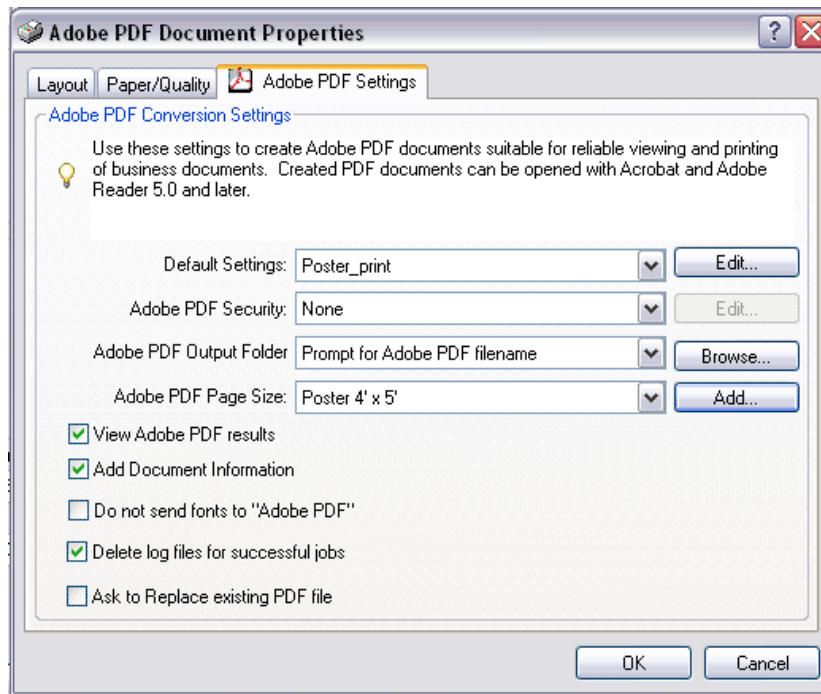 Adobe PDF Document Properties
?
Layout
Paper/Quality
Adobe PDF Settings
Adobe PDF Conversion Settings
Use these settings to create Adobe PDF documents suitable for reliable viewing and printing
of business documents. Created PDF documents can be opened with Acrobat and Adobe
Reader 5.0 and later.
Default Settings: Poster_print Edit...
Adobe PDF Security: None Edit...
Adobe PDF Output Folder Prompt for Adobe PDF filename Browse...
Adobe PDF Page Size: Poster 4' x 5' Add...
View Adobe PDF results
Add Document Information
Do not send fonts to "Adobe PDF"
Delete log files for successful jobs
Ask to Replace existing PDF file
OK Cancel